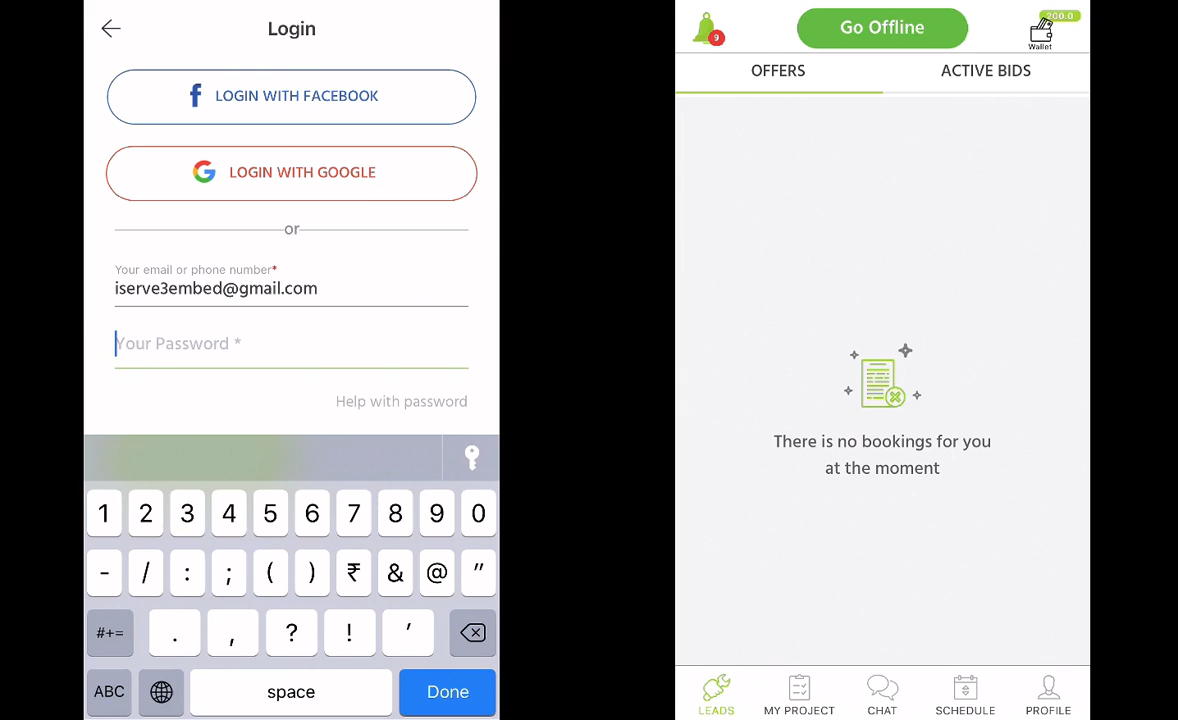 Login
LOGIN WITH FACEBOOK
LOGIN WITH GOOGLE
or
Your email or phone number*
iserve3embed@gmail.com
Your Password *
Help with password
1 2 3 4 5 6 7 8 9 0
- / : ; ( ) ₹ & @ "
#+= . , ? ! '
ABC space Done
9
Go Offline
200.0
Wallet
OFFERS ACTIVE BIDS
There is no bookings for you
at the moment
LEADS MY PROJECT CHAT SCHEDULE PROFILE